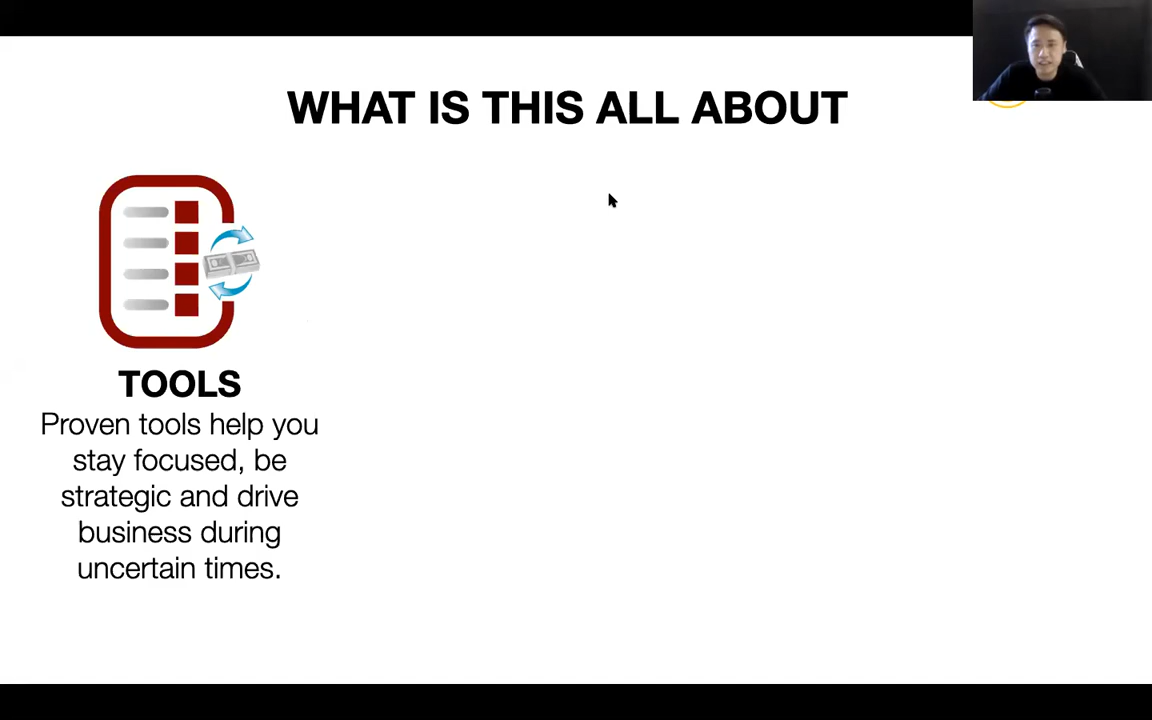 WHAT IS THIS ALL ABOUT
TOOLS
Proven tools help you
stay focused, be
strategic and drive
business during
uncertain times.